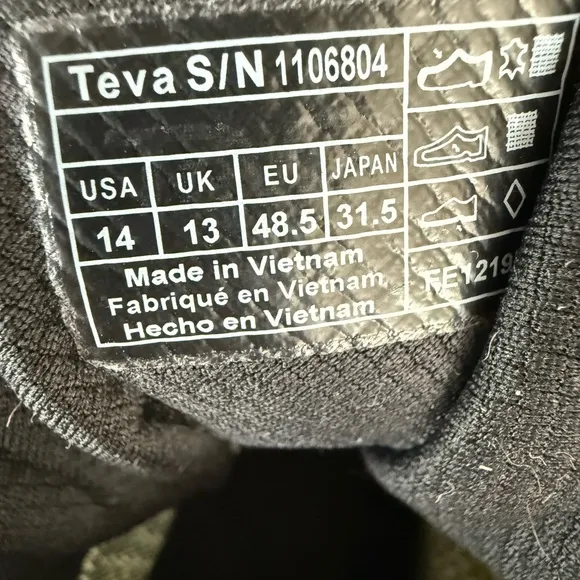 Teva S/N 1106804
USA UK EU JAPAN
14 13 48.5 31.5
Made in Vietnam
Fabriqué en Vietnam
Hecho en Vietnam